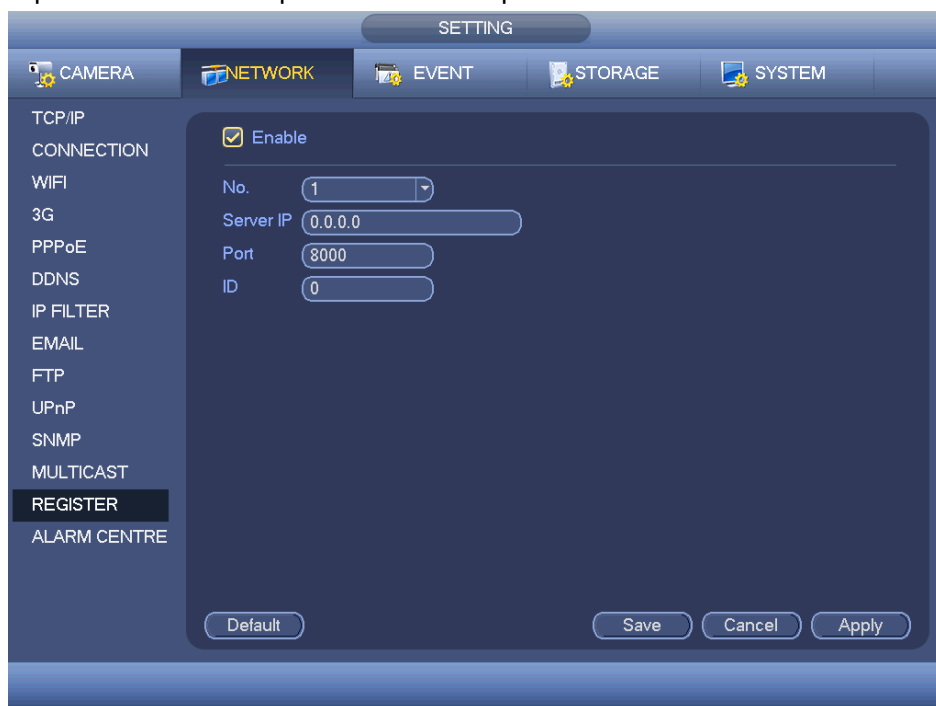 SETTING
CAMERA
NETWORK
EVENT
STORAGE
SYSTEM
TCP/IP
CONNECTION
WIFI
3G
PPPoE
DDNS
IP FILTER
EMAIL
FTP
UPnP
SNMP
MULTICAST
REGISTER
ALARM CENTRE
Enable
No. 1
Server IP 0.0.0.0
Port 8000
ID 0
Default Save Cancel Apply